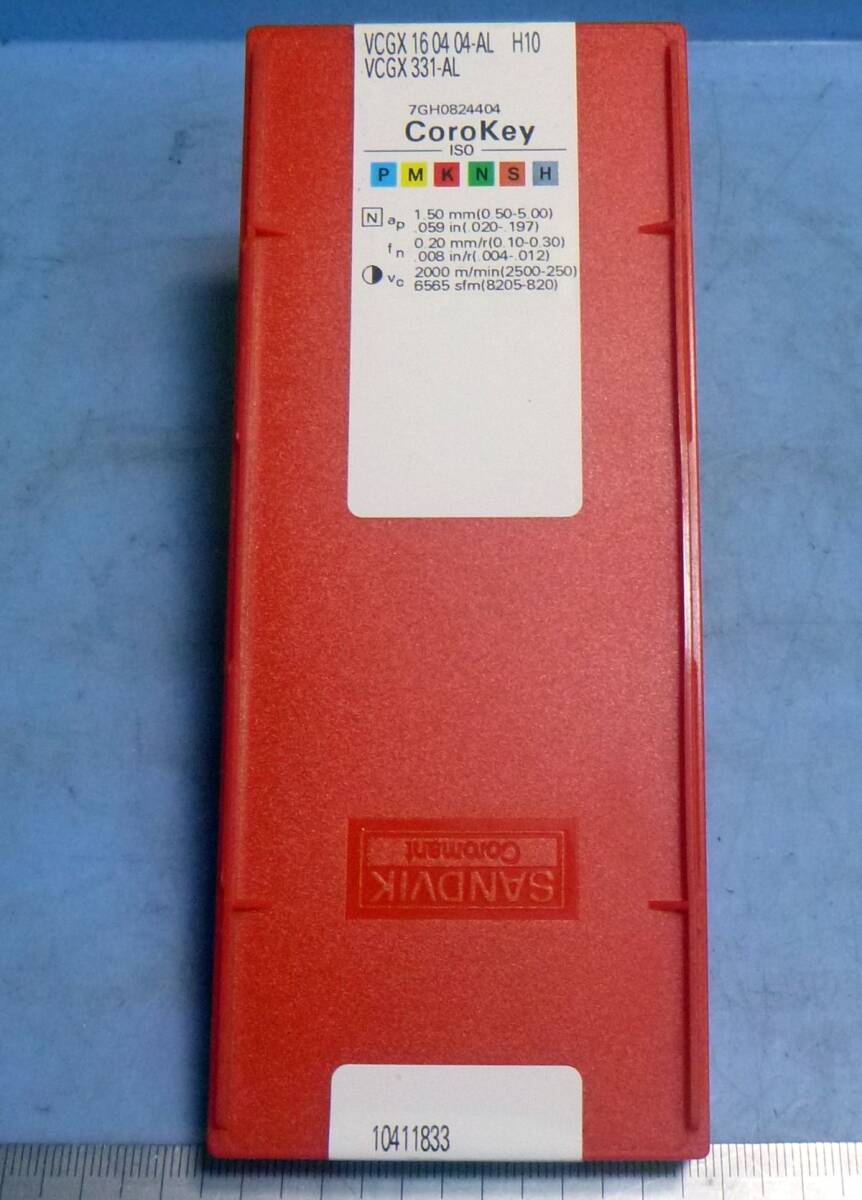 VCGX 16 04 04-AL H10
VCGX 331-AL
7GH0824404
CoroKey
ISO
P M K N S H
N ap 1.50 mm(0.50-5.00)
.059 in(.020-.197)
fn 0.20 mm/r(0.10-0.30)
.008 in/r(.004-.012)
vc 2000 m/min(2500-250)
6565 sfm(8205-820)
SANDVIK
Coromant
10411833